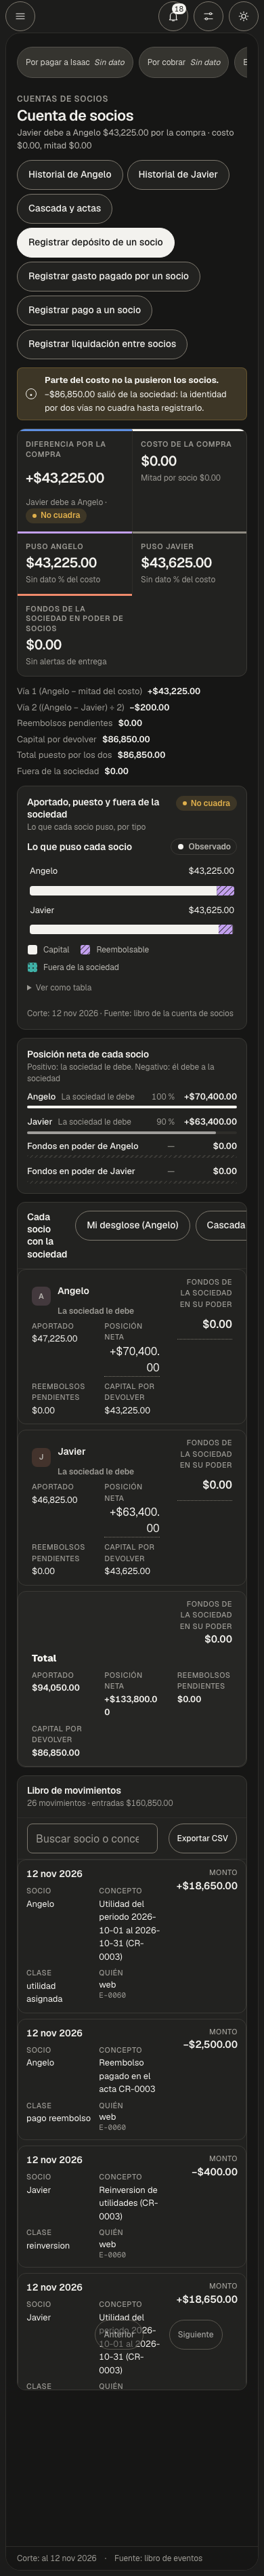 18
Por pagar a Isaac Sin dato
Por cobrar Sin dato
CUENTAS DE SOCIOS
Cuenta de socios
Javier debe a Angelo $43,225.00 por la compra · costo
$0.00, mitad $0.00
Historial de Angelo
Historial de Javier
Cascada y actas
Registrar depósito de un socio
Registrar gasto pagado por un socio
Registrar pago a un socio
Registrar liquidación entre socios
Parte del costo no la pusieron los socios.
−$86,850.00 salió de la sociedad: la identidad
por dos vías no cuadra hasta registrarlo.
DIFERENCIA POR LA
COMPRA
+$43,225.00
Javier debe a Angelo ·
No cuadra
COSTO DE LA COMPRA
$0.00
Mitad por socio $0.00
PUSO ANGELO
$43,225.00
Sin dato % del costo
PUSO JAVIER
$43,625.00
Sin dato % del costo
FONDOS DE LA
SOCIEDAD EN PODER DE
SOCIOS
$0.00
Sin alertas de entrega
Vía 1 (Angelo − mitad del costo) +$43,225.00
Vía 2 ((Angelo − Javier) ÷ 2) −$200.00
Reembolsos pendientes $0.00
Capital por devolver $86,850.00
Total puesto por los dos $86,850.00
Fuera de la sociedad $0.00
Aportado, puesto y fuera de la
sociedad
No cuadra
Lo que cada socio puso, por tipo
Lo que puso cada socio
Observado
Angelo $43,225.00
Javier $43,625.00
Capital Reembolsable
Fuera de la sociedad
Ver como tabla
Corte: 12 nov 2026 · Fuente: libro de la cuenta de socios
Posición neta de cada socio
Positivo: la sociedad le debe. Negativo: él debe a la
sociedad
Angelo La sociedad le debe 100 % +$70,400.00
Javier La sociedad le debe 90 % +$63,400.00
Fondos en poder de Angelo — $0.00
Fondos en poder de Javier — $0.00
Cada
socio
con la
sociedad
Mi desglose (Angelo)
Cascada
A
Angelo
La sociedad le debe
FONDOS DE
LA SOCIEDAD
EN SU PODER
$0.00
APORTADO
$47,225.00
POSICIÓN
NETA
+$70,400.
00
REEMBOLSOS
PENDIENTES
$0.00
CAPITAL POR
DEVOLVER
$43,225.00
J
Javier
La sociedad le debe
FONDOS DE
LA SOCIEDAD
EN SU PODER
$0.00
APORTADO
$46,825.00
POSICIÓN
NETA
+$63,400.
00
REEMBOLSOS
PENDIENTES
$0.00
CAPITAL POR
DEVOLVER
$43,625.00
FONDOS DE
LA SOCIEDAD
EN SU PODER
$0.00
Total
APORTADO
$94,050.00
POSICIÓN
NETA
+$133,800.0
0
REEMBOLSOS
PENDIENTES
$0.00
CAPITAL POR
DEVOLVER
$86,850.00
Libro de movimientos
26 movimientos · entradas $160,850.00
Buscar socio o conce
Exportar CSV
12 nov 2026
MONTO
+$18,650.00
SOCIO
Angelo
CONCEPTO
Utilidad del
periodo 2026-
10-01 al 2026-
10-31 (CR-
0003)
CLASE
utilidad
asignada
QUIÉN
web
E-0060
12 nov 2026
MONTO
−$2,500.00
SOCIO
Angelo
CONCEPTO
Reembolso
pagado en el
acta CR-0003
CLASE
pago reembolso
QUIÉN
web
E-0060
12 nov 2026
MONTO
−$400.00
SOCIO
Javier
CONCEPTO
Reinversion de
utilidades (CR-
0003)
CLASE
reinversion
QUIÉN
web
E-0060
12 nov 2026
MONTO
+$18,650.00
SOCIO
Javier
CONCEPTO
Utilidad del
periodo 2026-
10-01 al 2026-
10-31 (CR-
0003)
Anterior
Siguiente
CLASE
QUIÉN
Corte: al 12 nov 2026 · Fuente: libro de eventos